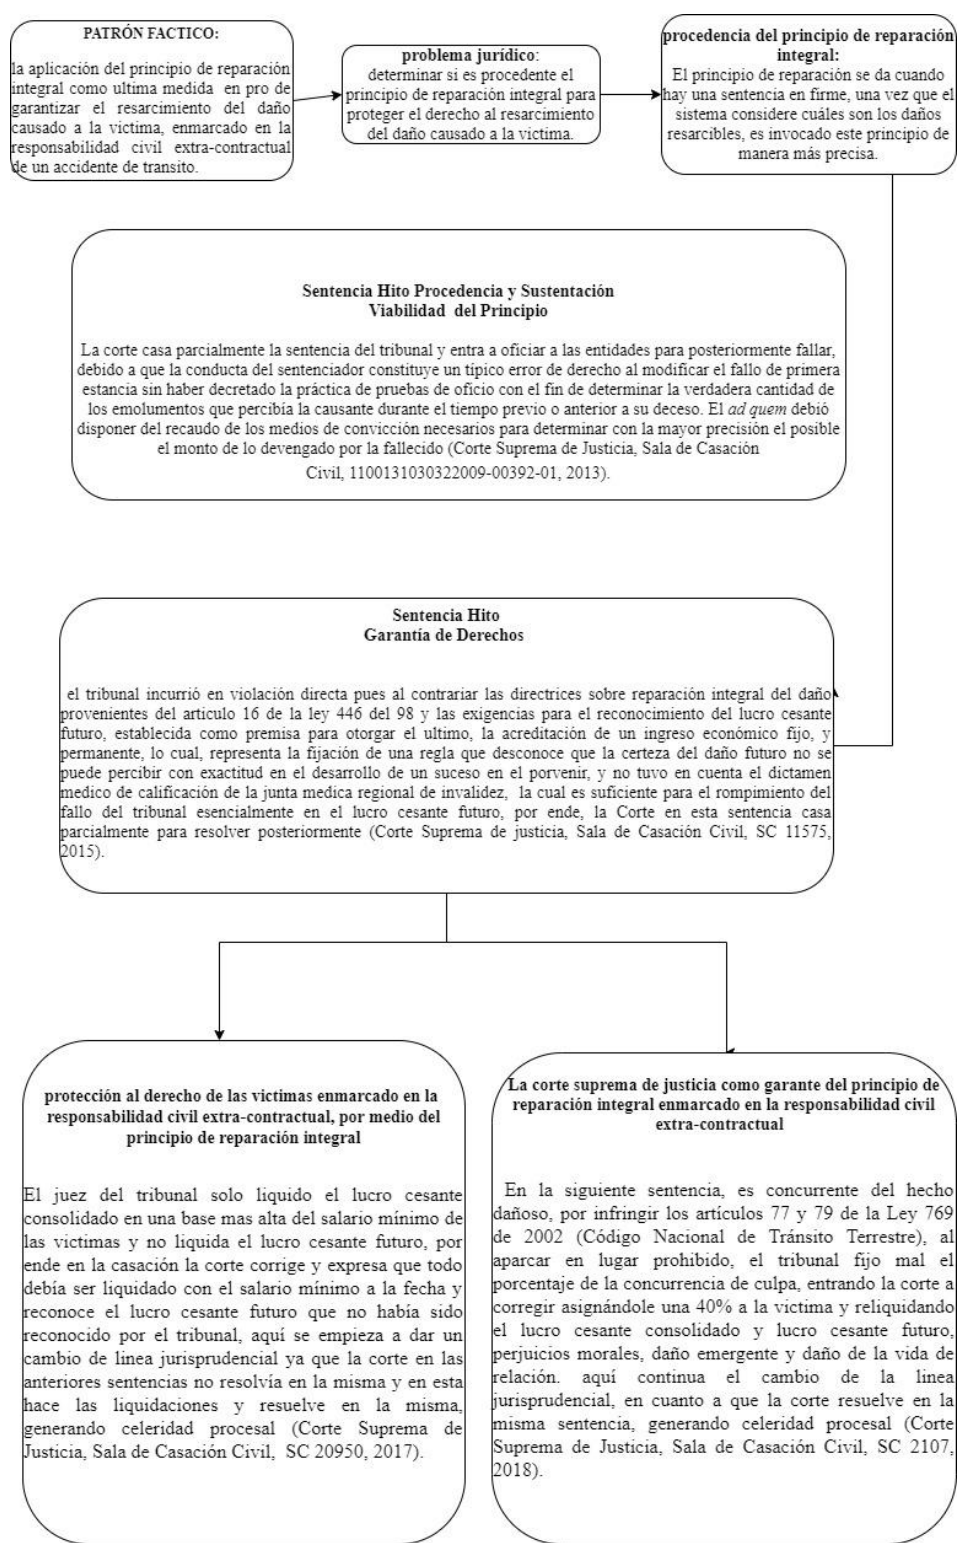 PATRÓN FACTICO:
la aplicación del principio de reparación
integral como ultima medida en pro de
garantizar el resarcimiento del daño
causado a la victima, enmarcado en la
responsabilidad civil extra-contractual
de un accidente de transito.
problema jurídico:
determinar si es procedente el
principio de reparación integral para
proteger el derecho al resarcimiento
del daño causado a la victima.
procedencia del principio de reparación
integral:
El principio de reparación se da cuando
hay una sentencia en firme, una vez que el
sistema considere cuáles son los daños
resarcibles, es invocado este principio de
manera más precisa.
Sentencia Hito Procedencia y Sustentación
Viabilidad del Principio
La corte casa parcialmente la sentencia del tribunal y entra a oficiar a las entidades para posteriormente fallar,
debido a que la conducta del sentenciador constituye un típico error de derecho al modificar el fallo de primera
estancia sin haber decretado la práctica de pruebas de oficio con el fin de determinar la verdadera cantidad de
los emolumentos que percibía la causante durante el tiempo previo o anterior a su deceso. El ad quem debió
disponer del recaudo de los medios de convicción necesarios para determinar con la mayor precisión el posible
el monto de lo devengado por la fallecido (Corte Suprema de Justicia, Sala de Casación
Civil, 1100131030322009-00392-01, 2013).
Sentencia Hito
Garantía de Derechos
el tribunal incurrió en violación directa pues al contrariar las directrices sobre reparación integral del daño
provenientes del articulo 16 de la ley 446 del 98 y las exigencias para el reconocimiento del lucro cesante
futuro, establecida como premisa para otorgar el ultimo, la acreditación de un ingreso económico fijo, y
permanente, lo cual, representa la fijación de una regla que desconoce que la certeza del daño futuro no se
puede percibir con exactitud en el desarrollo de un suceso en el porvenir, y no tuvo en cuenta el dictamen
medico de calificación de la junta medica regional de invalidez, la cual es suficiente para el rompimiento del
fallo del tribunal esencialmente en el lucro cesante futuro, por ende, la Corte en esta sentencia casa
parcialmente para resolver posteriormente (Corte Suprema de justicia, Sala de Casación Civil, SC 11575,
2015).
protección al derecho de las victimas enmarcado en la
responsabilidad civil extra-contractual, por medio del
principio de reparación integral
El juez del tribunal solo liquido el lucro cesante
consolidado en una base mas alta del salario mínimo de
las victimas y no liquida el lucro cesante futuro, por
ende en la casación la corte corrige y expresa que todo
debía ser liquidado con el salario mínimo a la fecha y
reconoce el lucro cesante futuro que no había sido
reconocido por el tribunal, aquí se empieza a dar un
cambio de linea jurisprudencial ya que la corte en las
anteriores sentencias no resolvía en la misma y en esta
hace las liquidaciones y resuelve en la misma,
generando celeridad procesal (Corte Suprema de
Justicia, Sala de Casación Civil, SC 20950, 2017).
La corte suprema de justicia como garante del principio de
reparación integral enmarcado en la responsabilidad civil
extra-contractual
En la siguiente sentencia, es concurrente del hecho
dañoso, por infringir los artículos 77 y 79 de la Ley 769
de 2002 (Código Nacional de Tránsito Terrestre), al
aparcar en lugar prohibido, el tribunal fijo mal el
porcentaje de la concurrencia de culpa, entrando la corte a
corregir asignándole una 40% a la victima y reliquidando
el lucro cesante consolidado y lucro cesante futuro,
perjuicios morales, daño emergente y daño de la vida de
relación. aquí continua el cambio de la linea
jurisprudencial, en cuanto a que la corte resuelve en la
misma sentencia, generando celeridad procesal (Corte
Suprema de Justicia, Sala de Casación Civil, SC 2107,
2018).